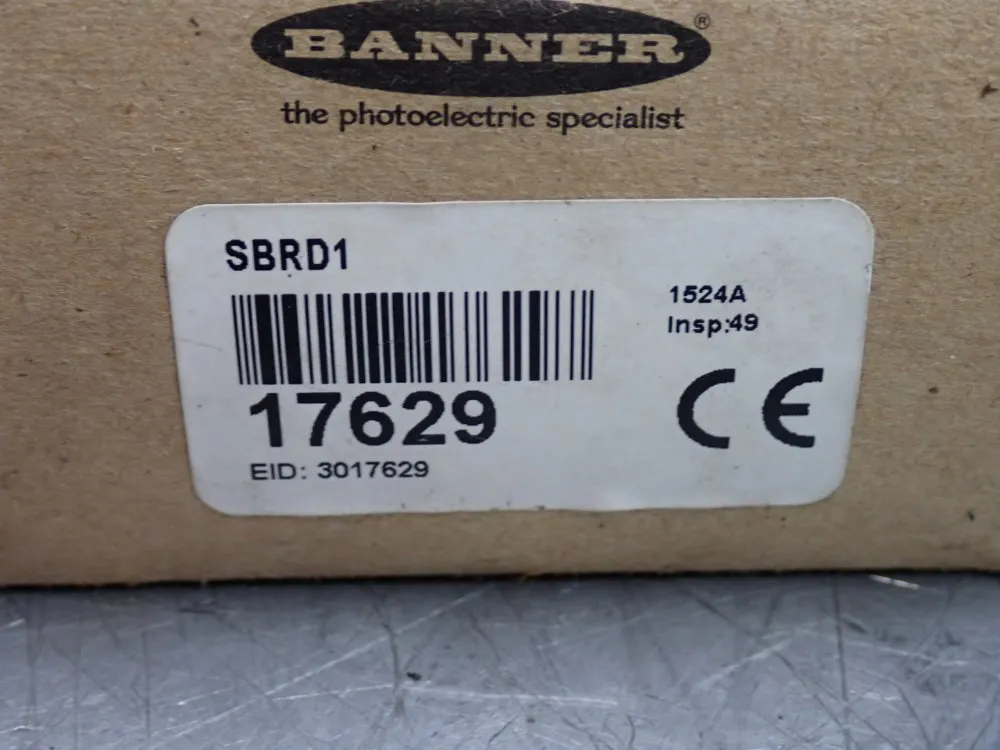 BANNER®
the photoelectric specialist
SBRD1
1524A
Insp:49
17629
EID: 3017629
CE